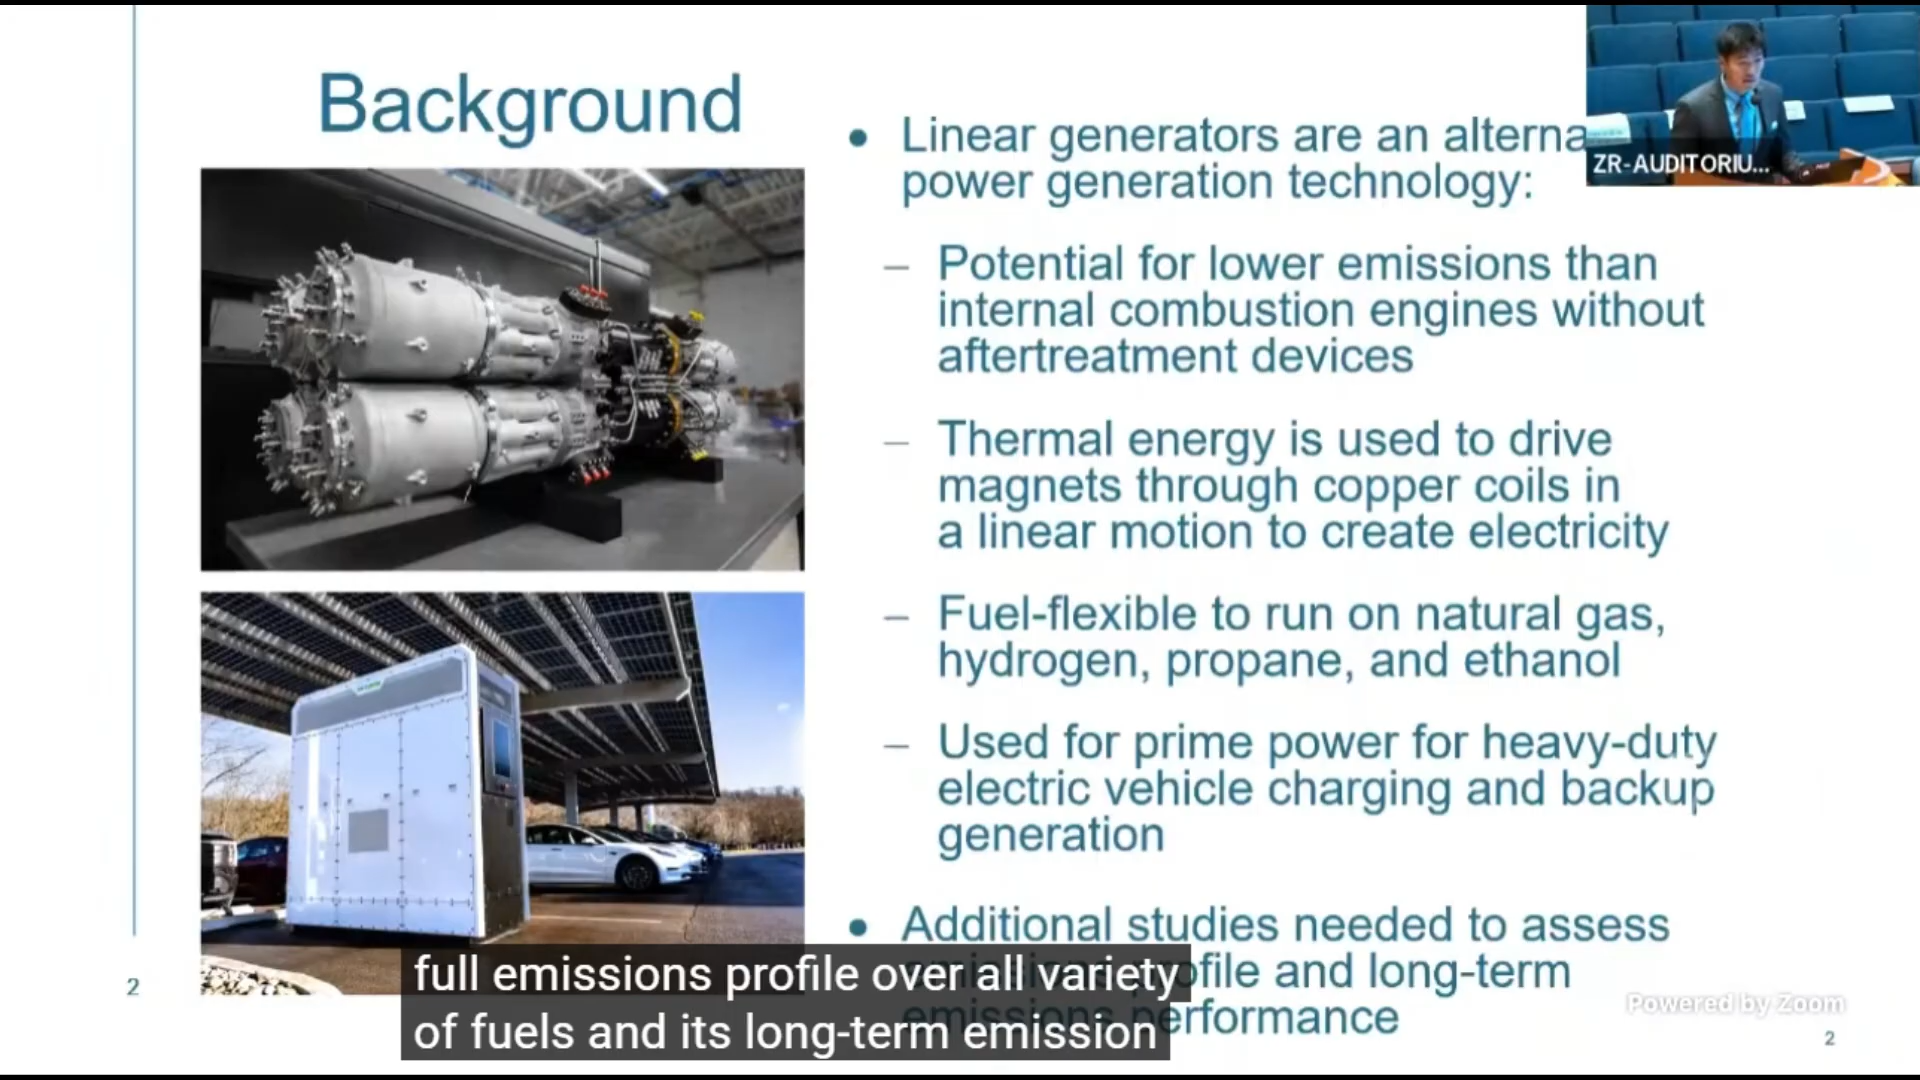 Background
• Linear generators are an alterna
power generation technology:
– Potential for lower emissions than
internal combustion engines without
aftertreatment devices
– Thermal energy is used to drive
magnets through copper coils in
a linear motion to create electricity
– Fuel-flexible to run on natural gas,
hydrogen, propane, and ethanol
– Used for prime power for heavy-duty
electric vehicle charging and backup
generation
• Additional studies needed to assess
emissions profile and long-term
emissions performance
ZR-AUDITORIU...
full emissions profile over all variety
of fuels and its long-term emission
2
Powered by Zoom
2